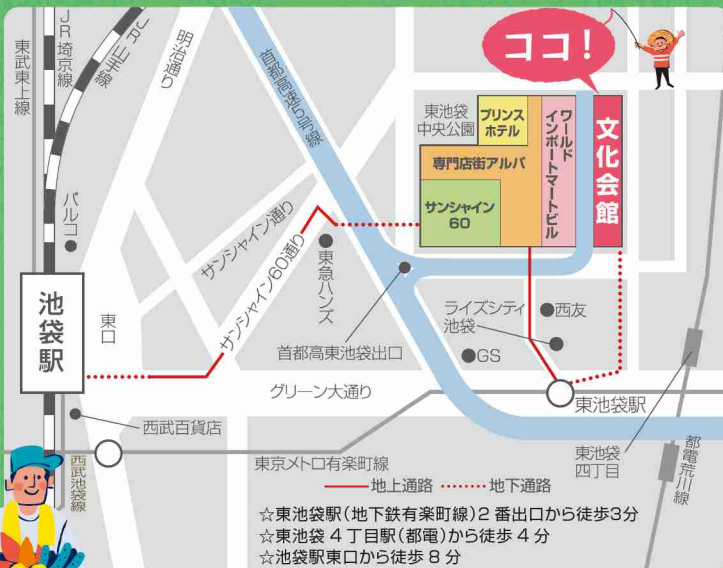 ココ！
東武東上線
JR埼京線
JR山手線
明治通り
首都高速5号線
東池袋
中央公園
プリンス
ホテル
ワールド
インポートマートビル
文化会館
専門店街アルパ
サンシャイン
60
パルコ
サンシャイン通り
サンシャイン60通り
東急ハンズ
池袋駅
東口
首都高東池袋出口
ライズシティ
池袋
西友
GS
グリーン大通り
東池袋駅
西武百貨店
東池袋
四丁目
都電荒川線
西武池袋線
東京メトロ有楽町線
地上通路 地下通路
☆東池袋駅（地下鉄有楽町線）2 番出口から徒歩3分
☆東池袋 4 丁目駅（都電）から徒歩 4 分
☆池袋駅東口から徒歩 8 分